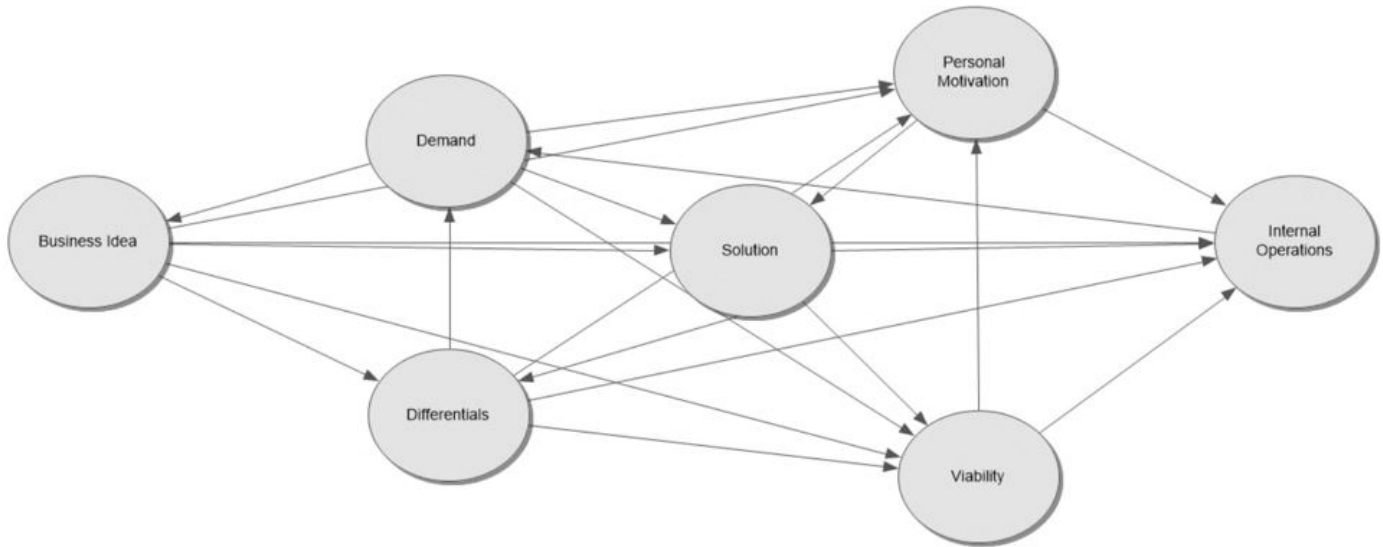 Personal
Motivation
Demand
Business Idea
Solution
Internal
Operations
Differentials
Viability